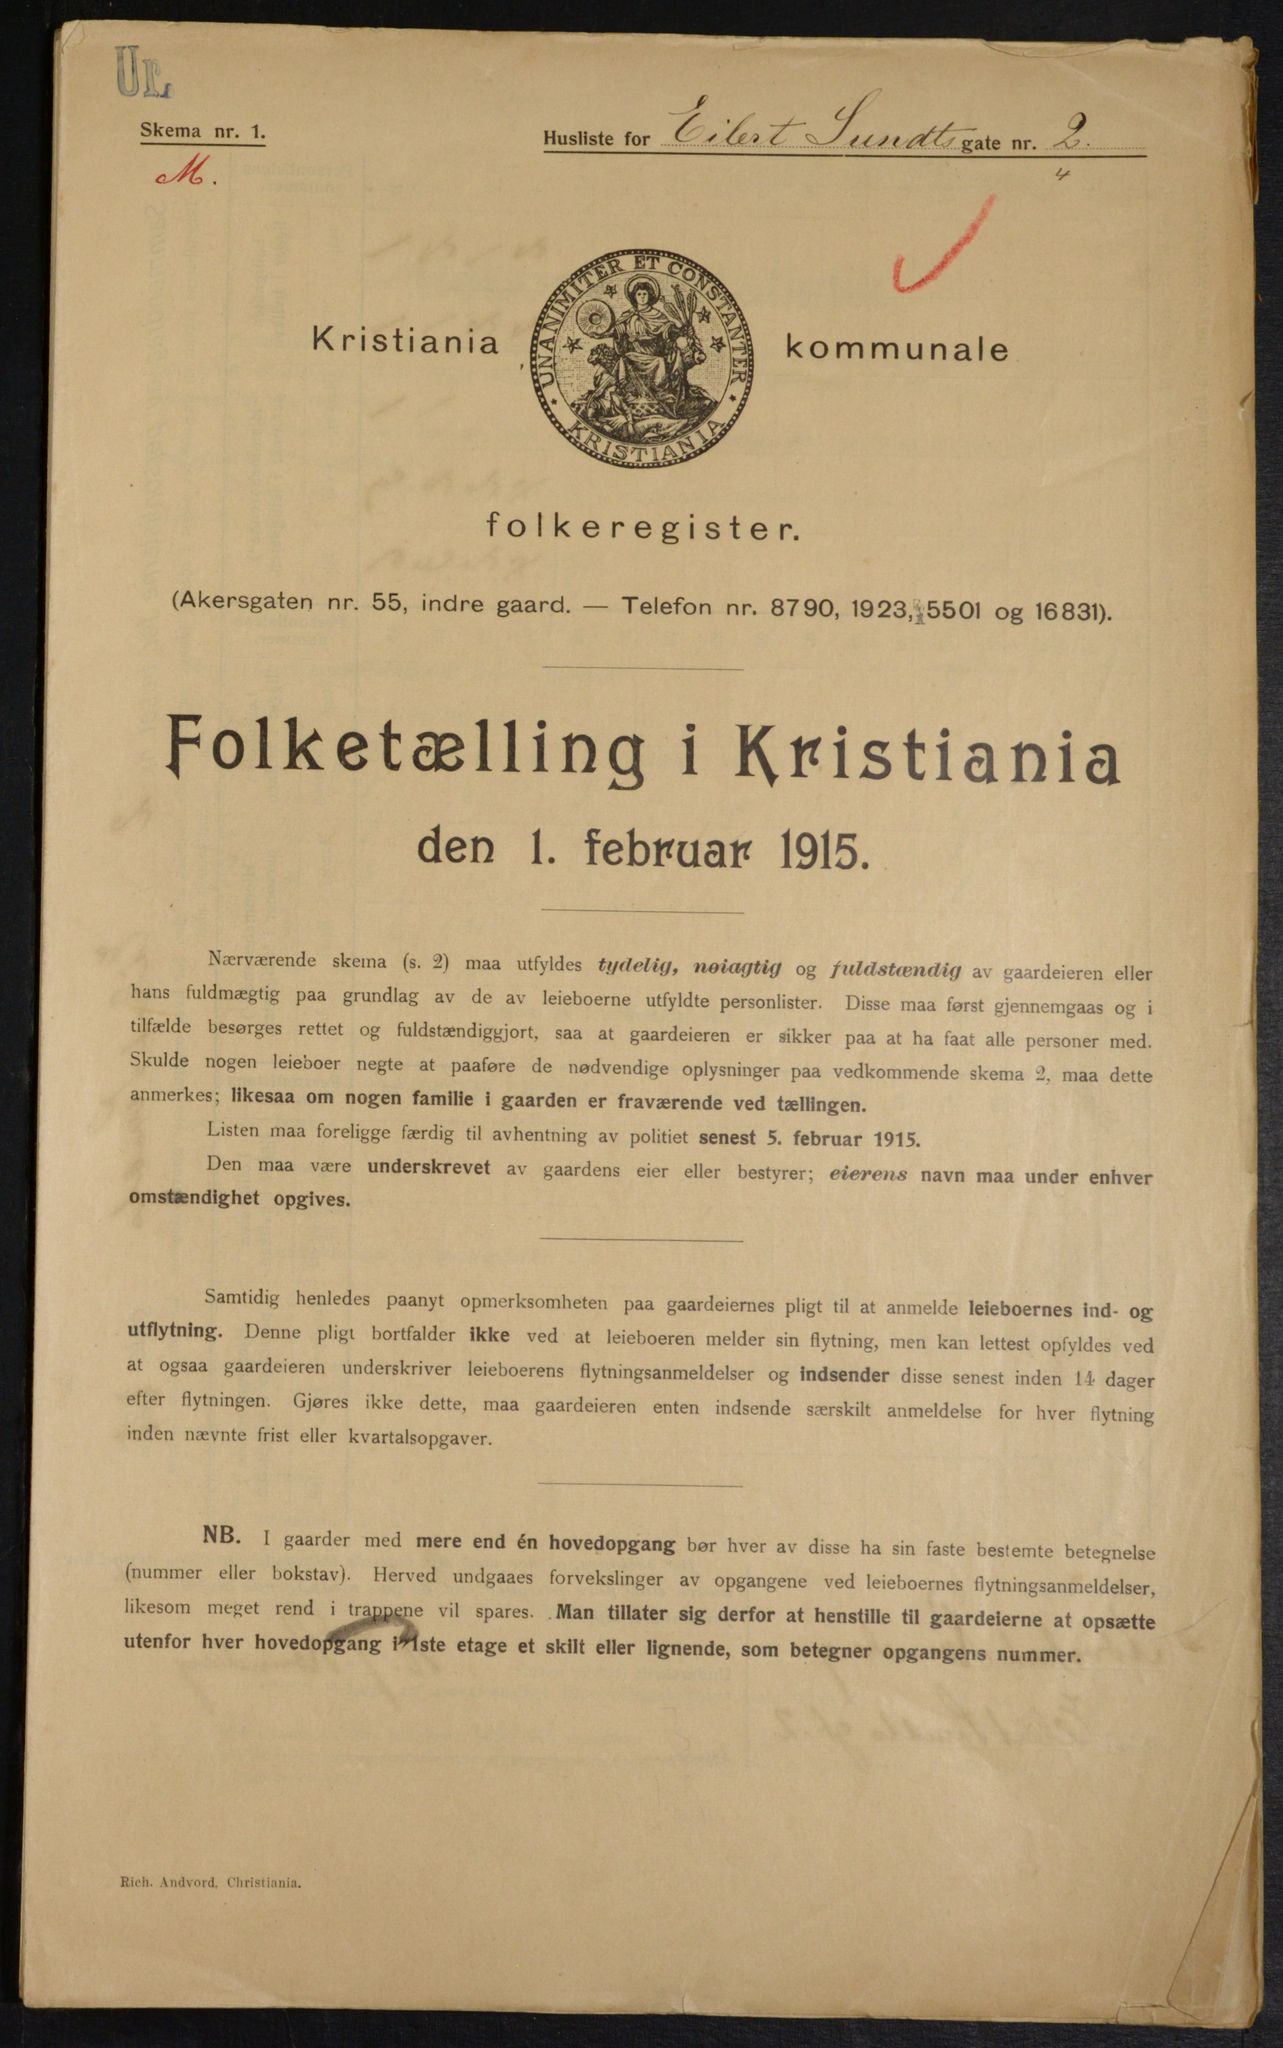 Ur.
Skema nr. 1.
Husliste for Eilert Sundts gate nr. 2.
M.
4
UNANIMITER ET CONSTANTER
KRISTIANIA
Kristiania kommunale
folkeregister.
(Akersgaten nr. 55, indre gaard. — Telefon nr. 8790, 1923, 5501 og 16831).
Folketælling i Kristiania
den 1. februar 1915.
Nærværende skema (s. 2) maa utfyldes tydelig, nøiagtig og fuldstændig av gaardeieren eller
hans fuldmægtig paa grundlag av de av leieboerne utfyldte personlister. Disse maa først gjennemgaas og i
tilfælde besørges rettet og fuldstændiggjort, saa at gaardeieren er sikker paa at ha faat alle personer med.
Skulde nogen leieboer negte at paaføre de nødvendige oplysninger paa vedkommende skema 2, maa dette
anmerkes; likesaa om nogen familie i gaarden er fraværende ved tællingen.
Listen maa foreligge færdig til avhentning av politiet senest 5. februar 1915.
Den maa være underskrevet av gaardens eier eller bestyrer; eierens navn maa under enhver
omstændighet opgives.
Samtidig henledes paanyt opmerksomheten paa gaardeiernes pligt til at anmelde leieboernes ind- og
utflytning. Denne pligt bortfalder ikke ved at leieboeren melder sin flytning, men kan lettest opfyldes ved
at ogsaa gaardeieren underskriver leieboerens flytningsanmeldelser og indsender disse senest inden 14 dager
efter flytningen. Gjøres ikke dette, maa gaardeieren enten indsende særskilt anmeldelse for hver flytning
inden nævnte frist eller kvartalsopgaver.
NB. I gaarder med mere end én hovedopgang bør hver av disse ha sin faste bestemte betegnelse
(nummer eller bokstav). Herved undgaaes forvekslinger av opgangene ved leieboernes flytningsanmeldelser,
likesom meget rend i trappene vil spares. Man tillater sig derfor at henstille til gaardeierne at opsætte
utenfor hver hovedopgang i 1ste etage et skilt eller lignende, som betegner opgangens nummer.
Rich. Andvord, Christiania.